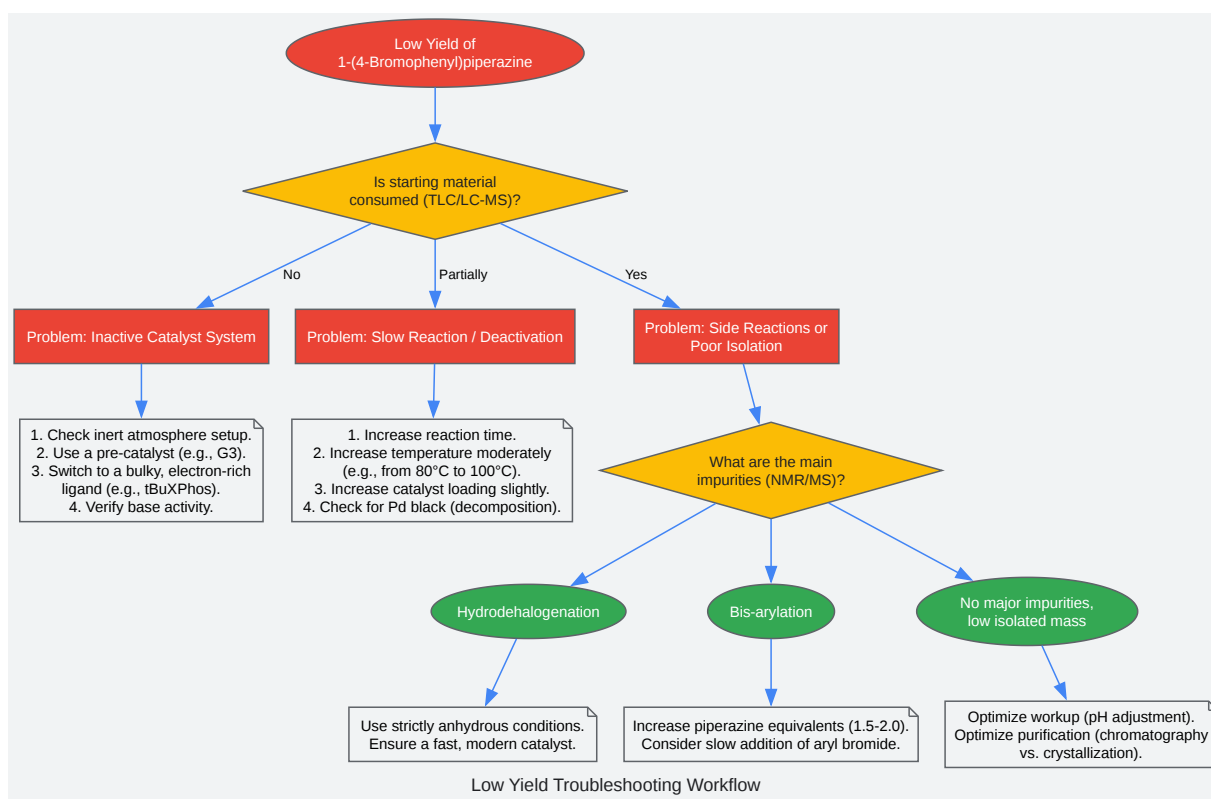 Low Yield of
1-(4-Bromophenyl)piperazine
Is starting material
consumed (TLC/LC-MS)?
No
Partially
Yes
Problem: Inactive Catalyst System
Problem: Slow Reaction / Deactivation
Problem: Side Reactions or
Poor Isolation
1. Check inert atmosphere setup.
2. Use a pre-catalyst (e.g., G3).
3. Switch to a bulky, electron-rich
ligand (e.g., tBuXPhos).
4. Verify base activity.
1. Increase reaction time.
2. Increase temperature moderately
(e.g., from 80°C to 100°C).
3. Increase catalyst loading slightly.
4. Check for Pd black (decomposition).
What are the main
impurities (NMR/MS)?
Hydrodehalogenation
Bis-arylation
No major impurities,
low isolated mass
Use strictly anhydrous conditions.
Ensure a fast, modern catalyst.
Increase piperazine equivalents (1.5-2.0).
Consider slow addition of aryl bromide.
Optimize workup (pH adjustment).
Optimize purification (chromatography
vs. crystallization).
Low Yield Troubleshooting Workflow